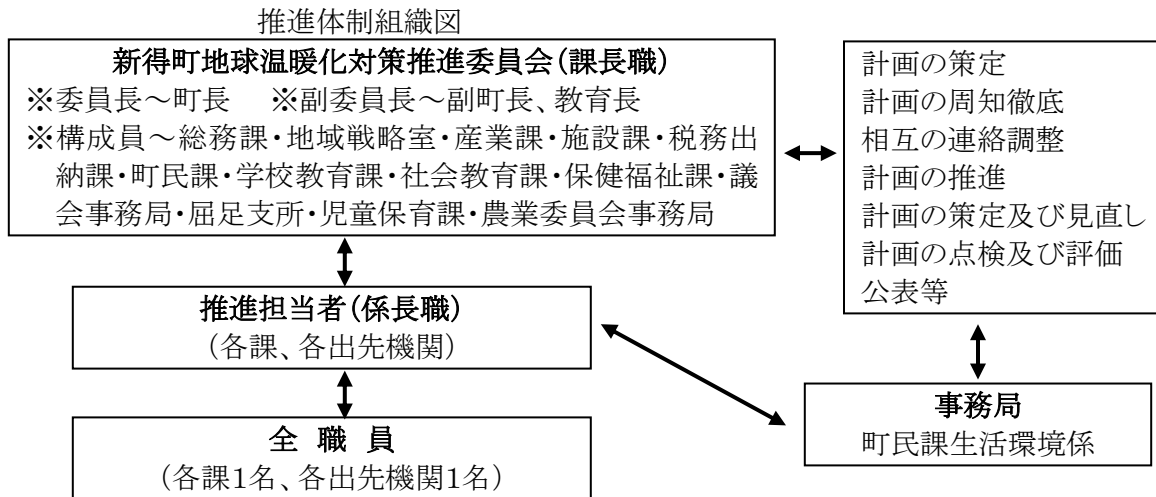 推進体制組織図
新得町地球温暖化対策推進委員会(課長職)
※委員長～町長　※副委員長～副町長、教育長
※構成員～総務課・地域戦略室・産業課・施設課・税務出
納課・町民課・学校教育課・社会教育課・保健福祉課・議
会事務局・屈足支所・児童保育課・農業委員会事務局
計画の策定
計画の周知徹底
相互の連絡調整
計画の推進
計画の策定及び見直し
計画の点検及び評価
公表等
推進担当者(係長職)
(各課、各出先機関)
事務局
町民課生活環境係
全 職 員
(各課1名、各出先機関1名)